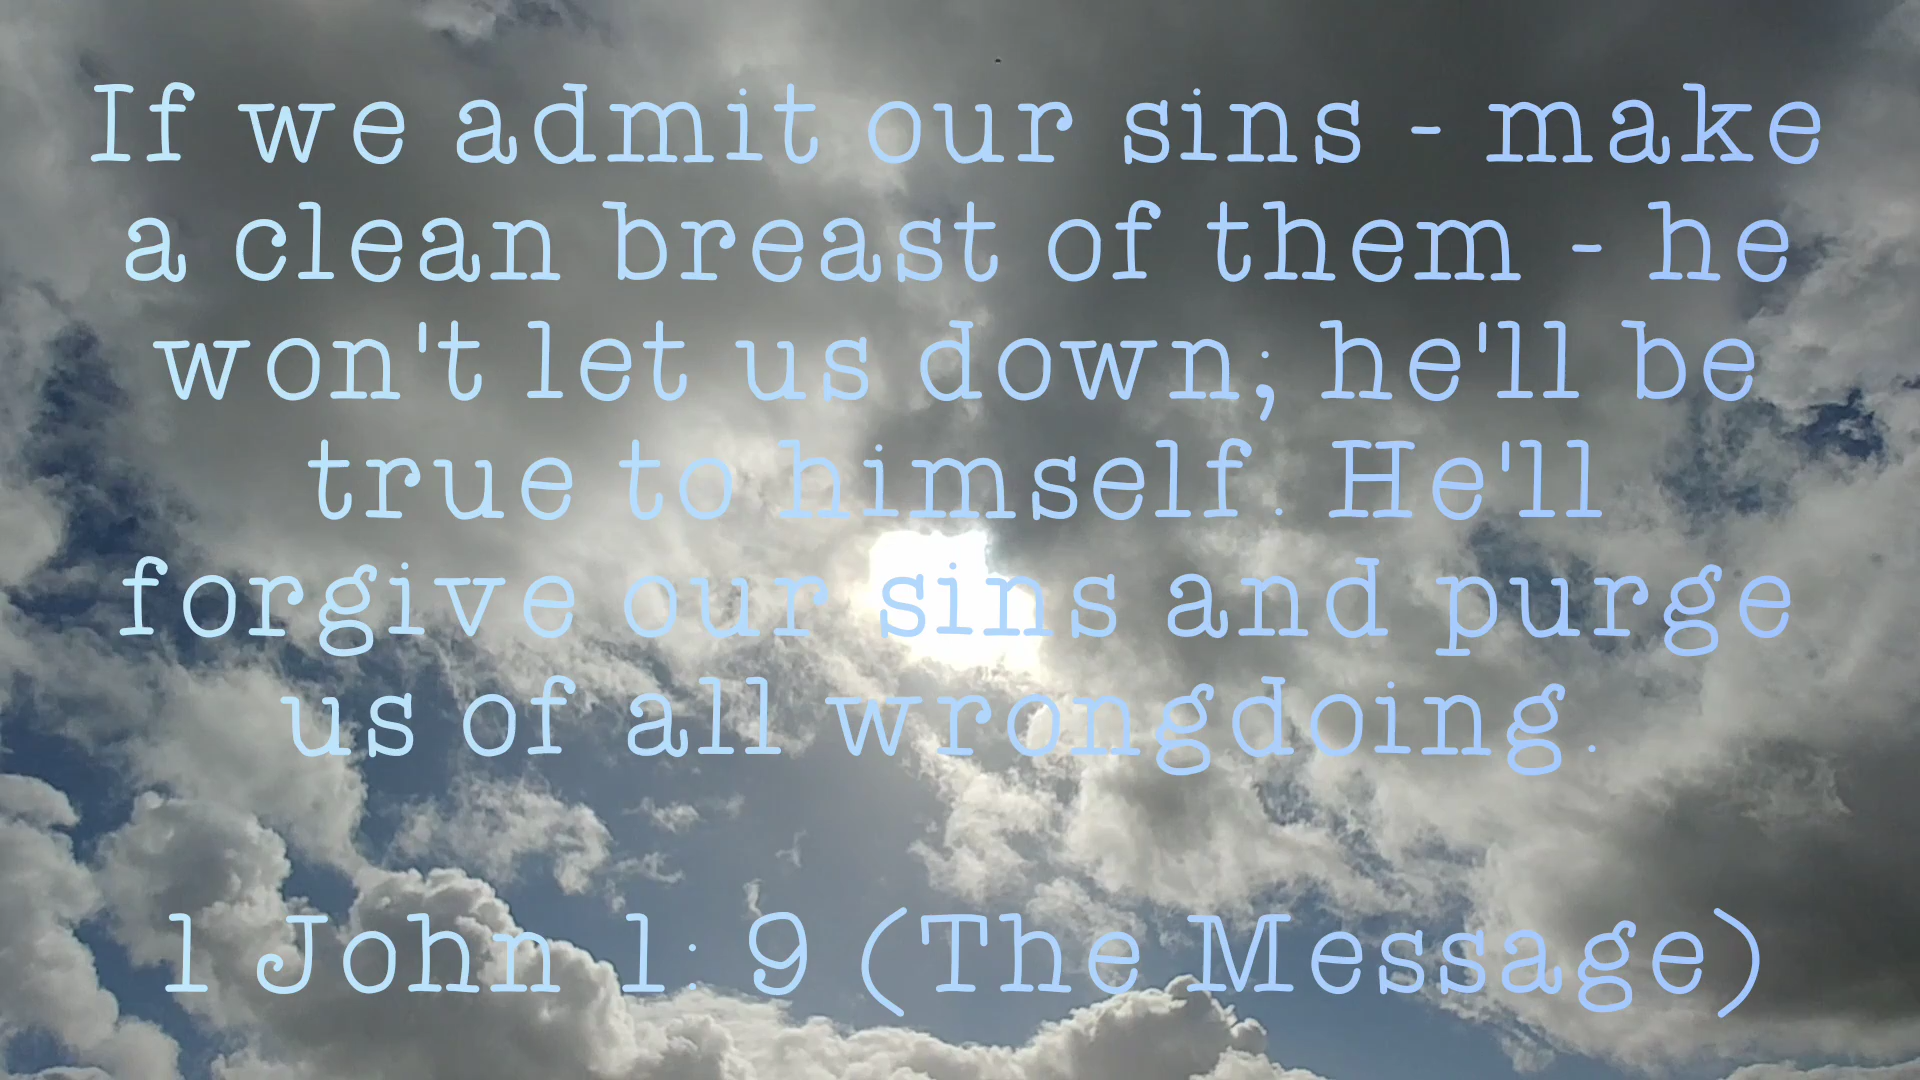 If we admit our sins - make
a clean breast of them - he
won't let us down; he'll be
true to himself. He'll
forgive our sins and purge
us of all wrongdoing.
1 John 1: 9 (The Message)